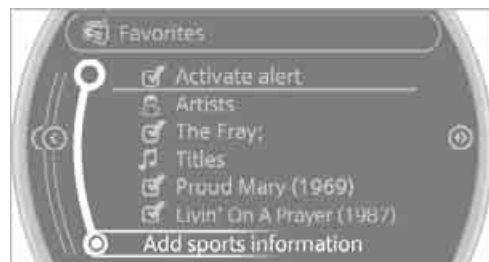 Favorites
Activate alert
Artists
The Fray;
Titles
Proud Mary (1969)
Livin' On A Prayer (1987)
Add sports information